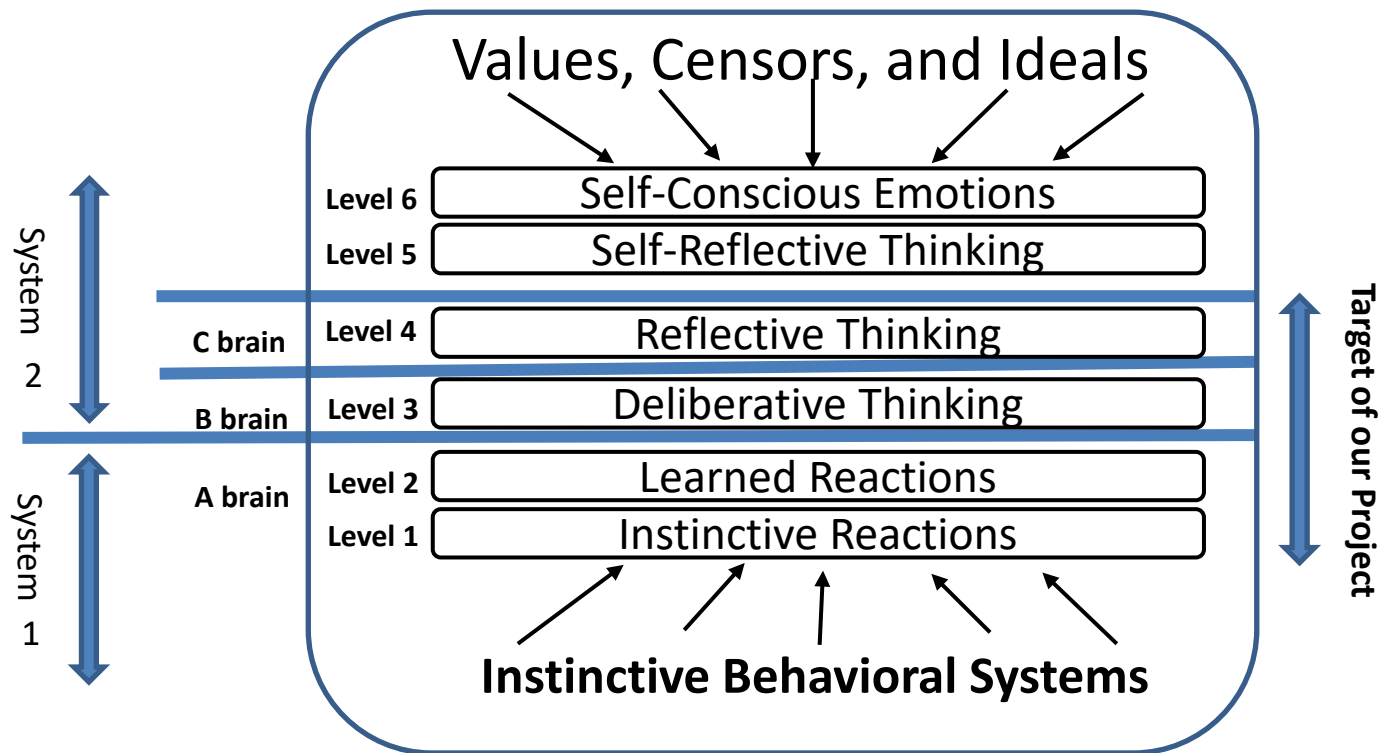 Values, Censors, and Ideals
Level 6
Self-Conscious Emotions
Level 5
Self-Reflective Thinking
System 2
C brain
Level 4
Reflective Thinking
B brain
Level 3
Deliberative Thinking
A brain
Level 2
Learned Reactions
Level 1
Instinctive Reactions
System 1
Instinctive Behavioral Systems
Target of our Project